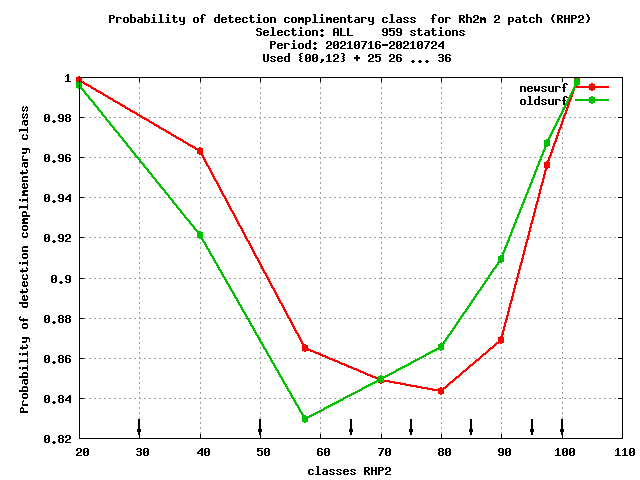 Probability of detection complimentary class  for Rh2m 2 patch (RHP2)
Selection: ALL    959 stations
Period: 20210716-20210724
Used {00,12} + 25 26 ... 36
newsurf
oldsurf
Probability of detection complimentary class
1
0.98
0.96
0.94
0.92
0.9
0.88
0.86
0.84
0.82
20 30 40 50 60 70 80 90 100 110
classes RHP2